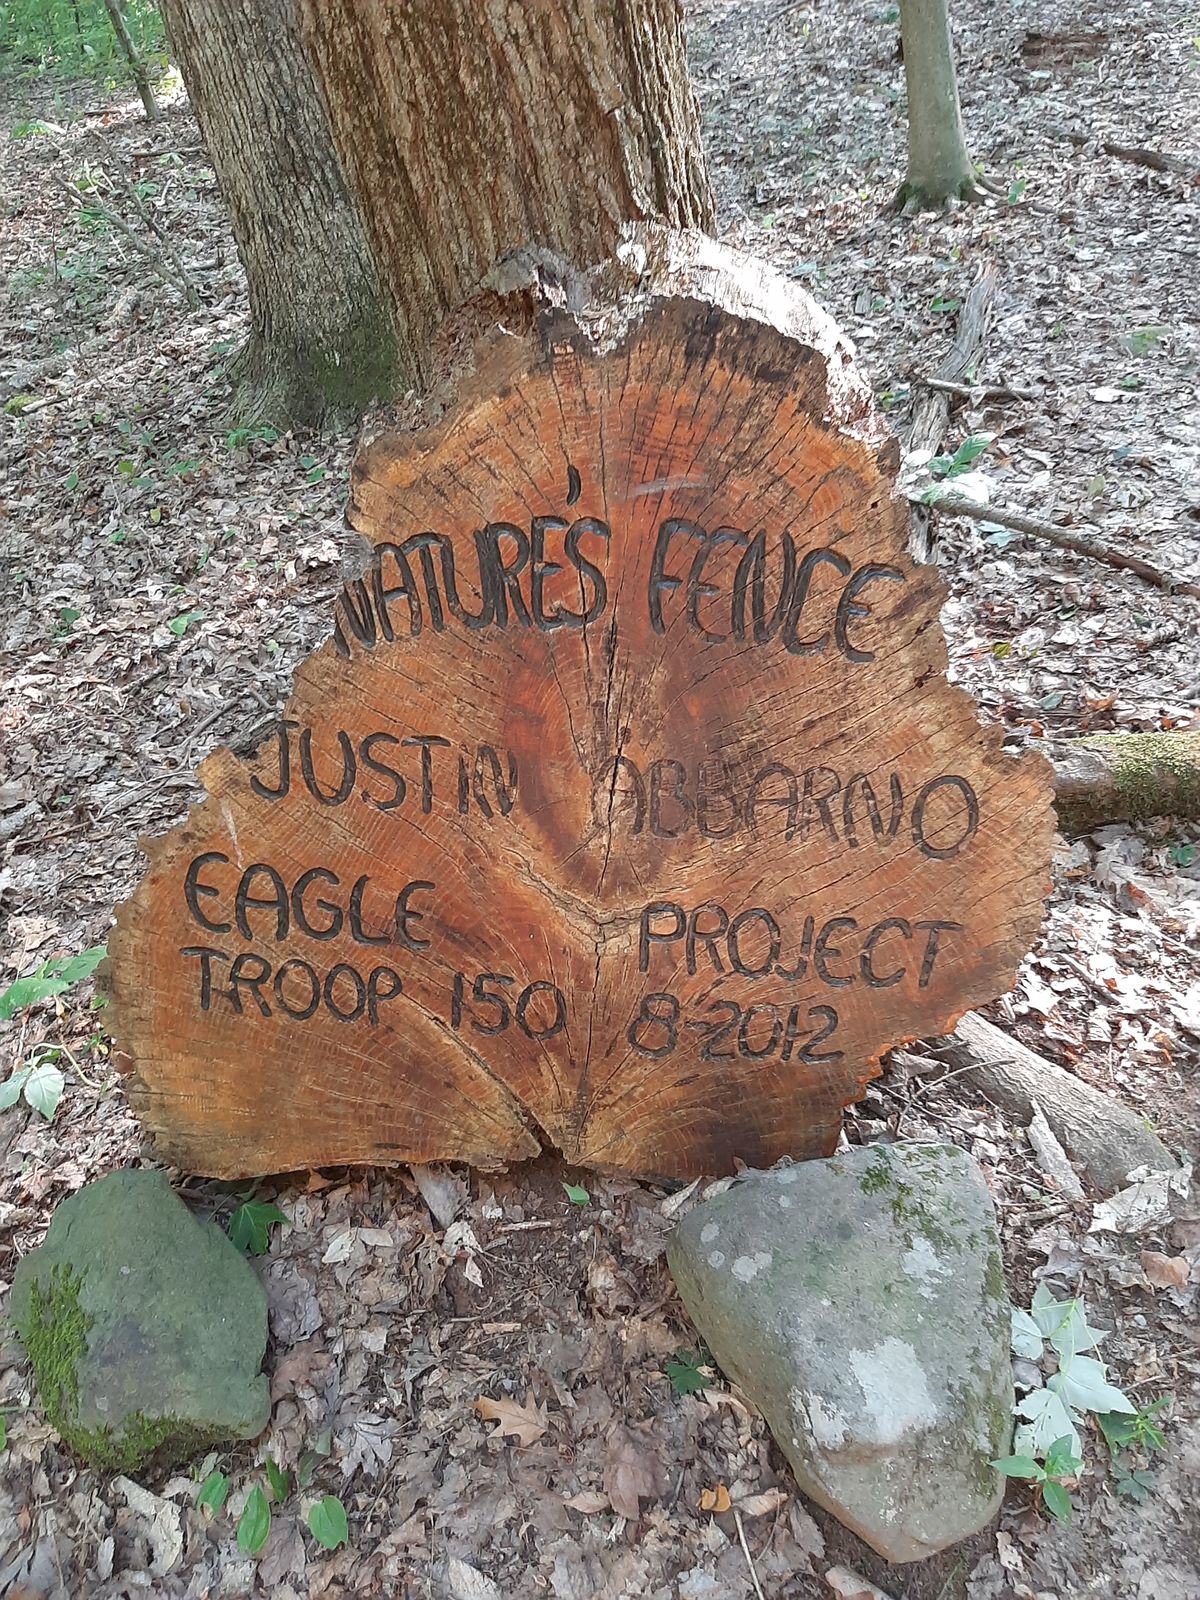 NATURE'S FENCE
JUSTIN ABBARNO
EAGLE PROJECT
TROOP 150 8-2012